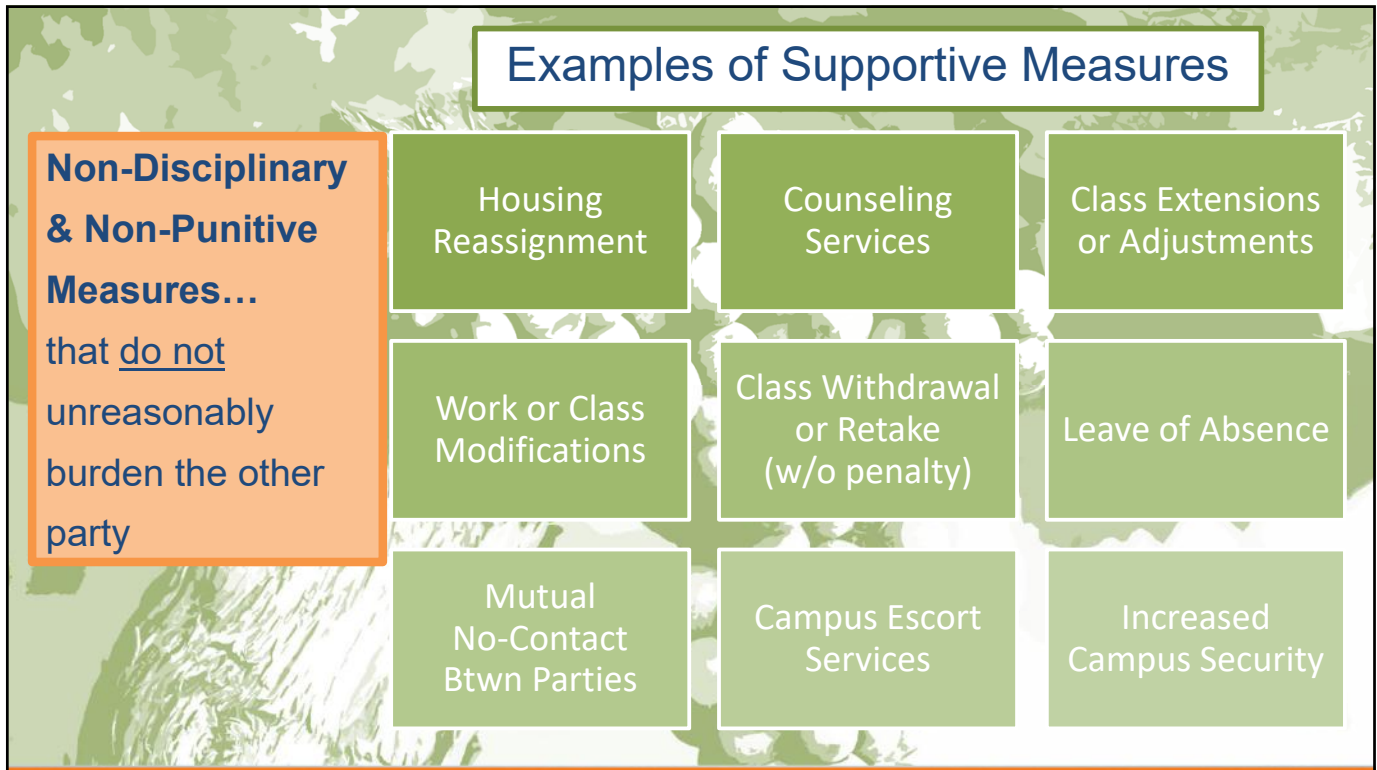 Examples of Supportive Measures
Non-Disciplinary
& Non-Punitive
Measures…
that do not
unreasonably
burden the other
party
Housing
Reassignment
Counseling
Services
Class Extensions
or Adjustments
Work or Class
Modifications
Class Withdrawal
or Retake
(w/o penalty)
Leave of Absence
Mutual
No-Contact
Btwn Parties
Campus Escort
Services
Increased
Campus Security